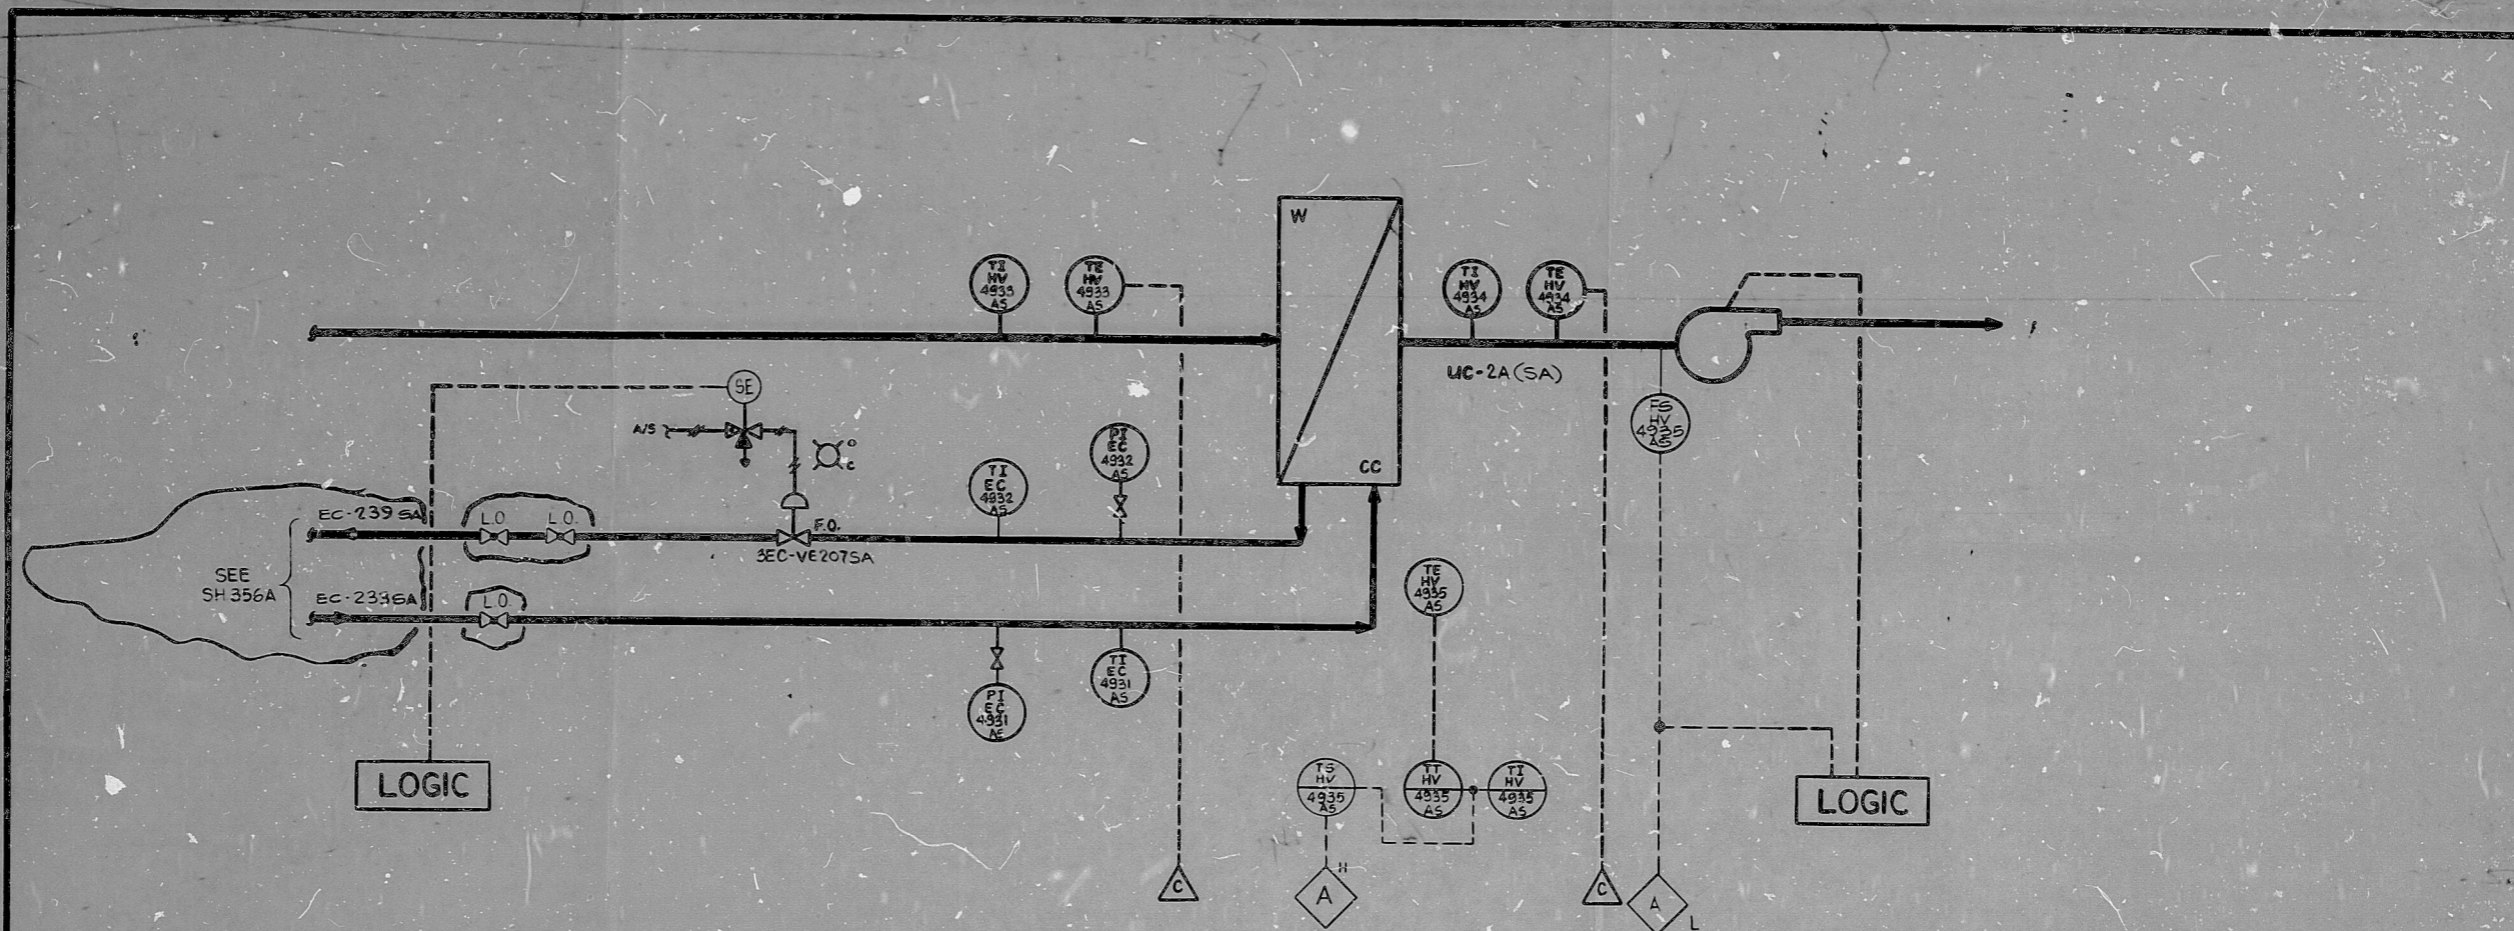 W
TI
HV
4933
AS
TE
HV
4933
AS
TI
HV
4934
AS
TE
HV
4934
AS
UC-2A(SA)
SE
A/S
O
C
FS
HV
4935
AS
PI
EC
4932
AS
TI
EC
4932
AS
CC
EC-239SA
L.O.
L.O.
F.O.
3EC-VE207SA
SEE
SH 356A
EC-233SA
L.O.
TE
HV
4935
AS
TI
EC
4931
AS
PI
EC
4931
AS
LOGIC
TS
HV
4935
AS
TT
HV
4935
AS
TI
HV
4935
AS
LOGIC
C
H
A
C
A
L